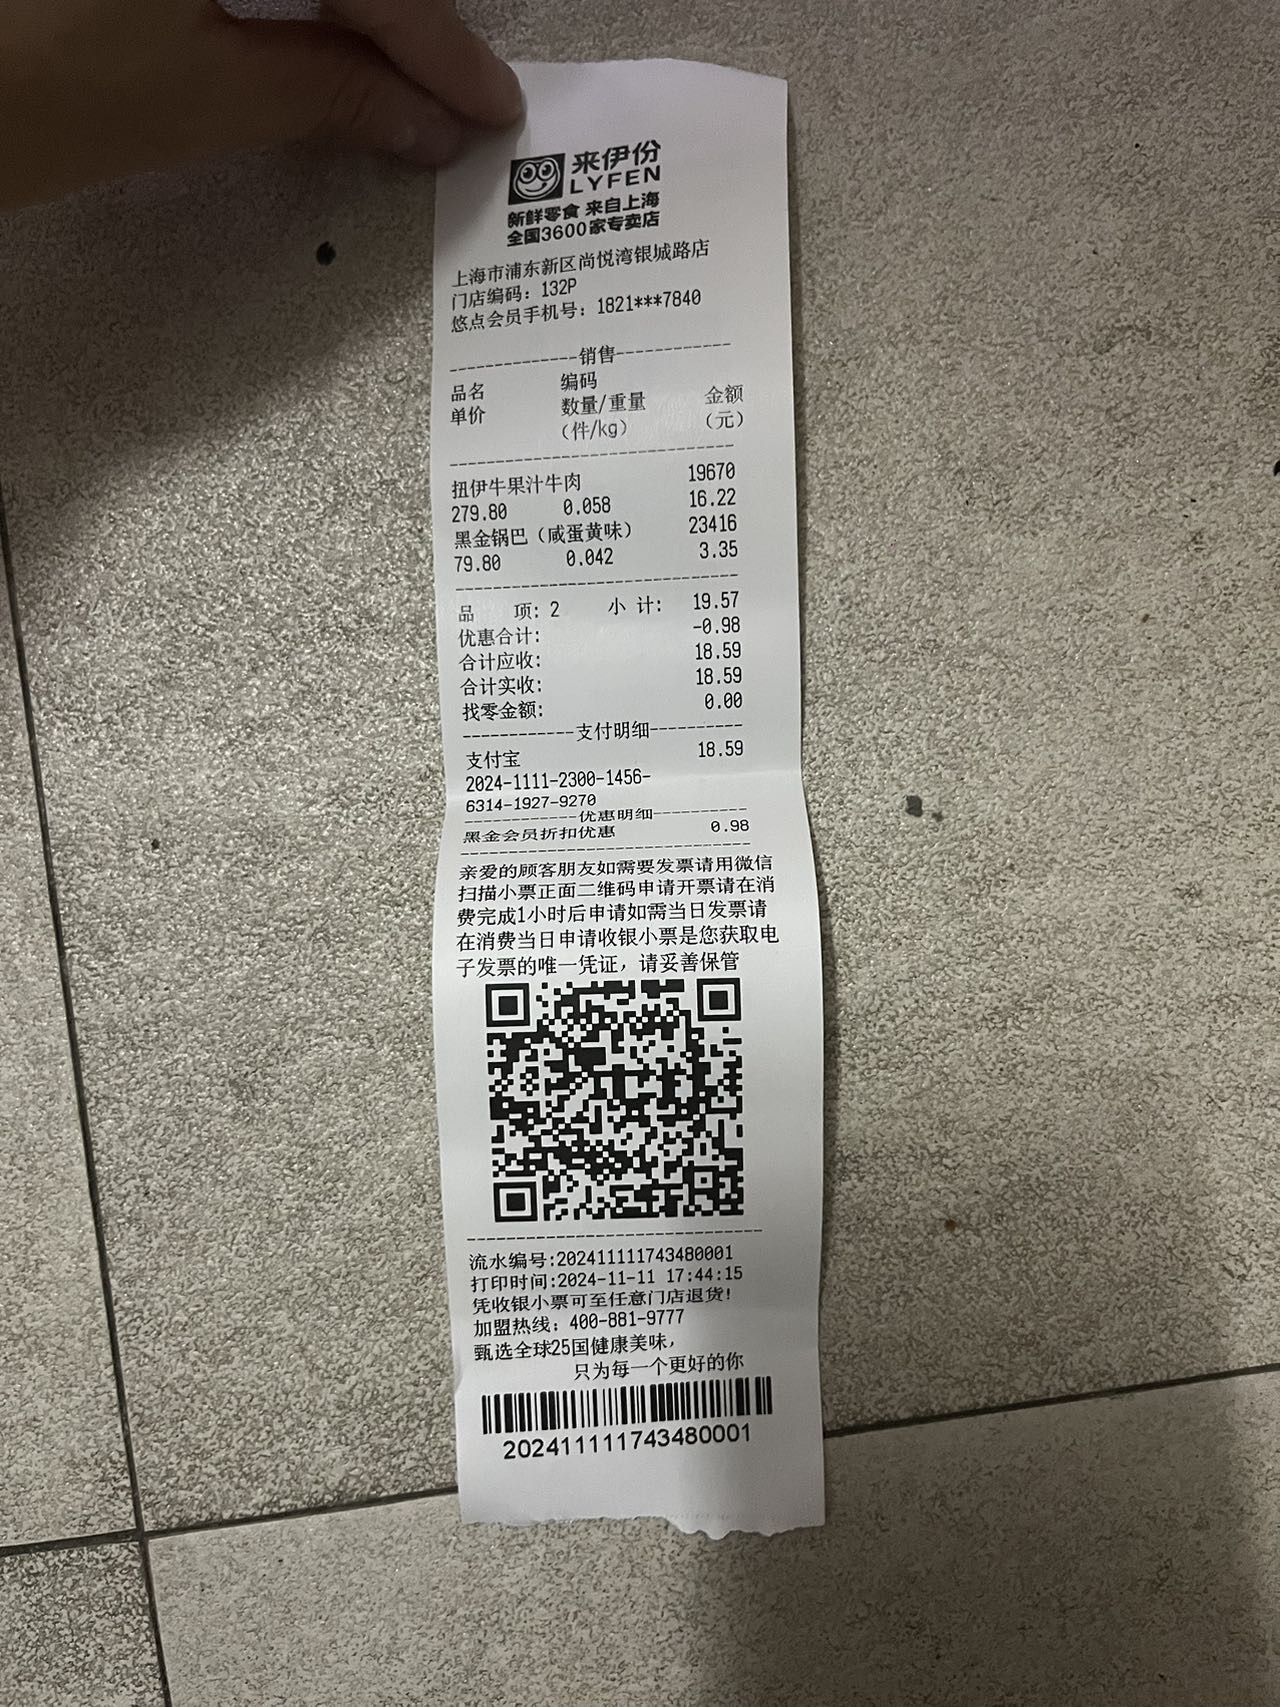 来伊份
LYFEN
新鲜零食 来自上海
全国3600家专卖店
上海市浦东新区尚悦湾银城路店
门店编码：132P
悠点会员手机号：1821***7840
------------销售------------
品名 编码
单价 数量/重量 金额
（件/kg） （元）
扭伊牛果汁牛肉 19670
279.80 0.058 16.22
黑金锅巴（咸蛋黄味） 23416
79.80 0.042 3.35
品 项: 2 小 计: 19.57
优惠合计: -0.98
合计应收: 18.59
合计实收: 18.59
找零金额: 0.00
------------支付明细----------
支付宝 18.59
2024-1111-2300-1456-
6314-1927-9270
------------优惠明细----------
黑金会员折扣优惠 0.98
亲爱的顾客朋友如需要发票请用微信
扫描小票正面二维码申请开票请在消
费完成1小时后申请如需当日发票请
在消费当日申请收银小票是您获取电
子发票的唯一凭证，请妥善保管
流水编号:202411111743480001
打印时间:2024-11-11 17:44:15
凭收银小票可至任意门店退货!
加盟热线：400-881-9777
甄选全球25国健康美味，
只为每一个更好的你
202411111743480001